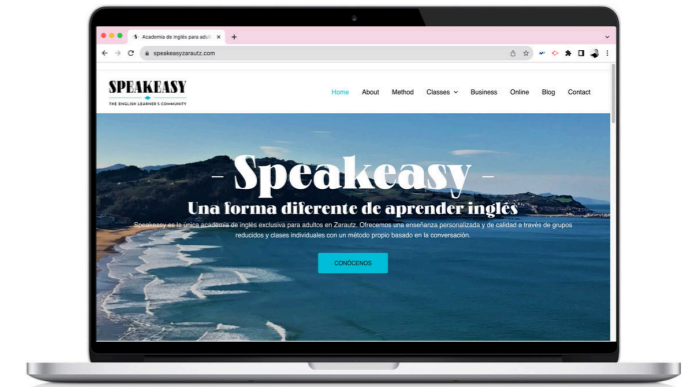 Academia de inglés para adult
speakeasyzarautz.com
SPEAKEASY
THE ENGLISH LEARNER'S COMMUNITY
Home About Method Classes Business Online Blog Contact
- Speakeasy -
Una forma diferente de aprender inglés
Speakeasy es la única academia de inglés exclusiva para adultos en Zarautz. Ofrecemos una enseñanza personalizada y de calidad a través de grupos
reducidos y clases individuales con un método propio basado en la conversación.
CONÓCENOS